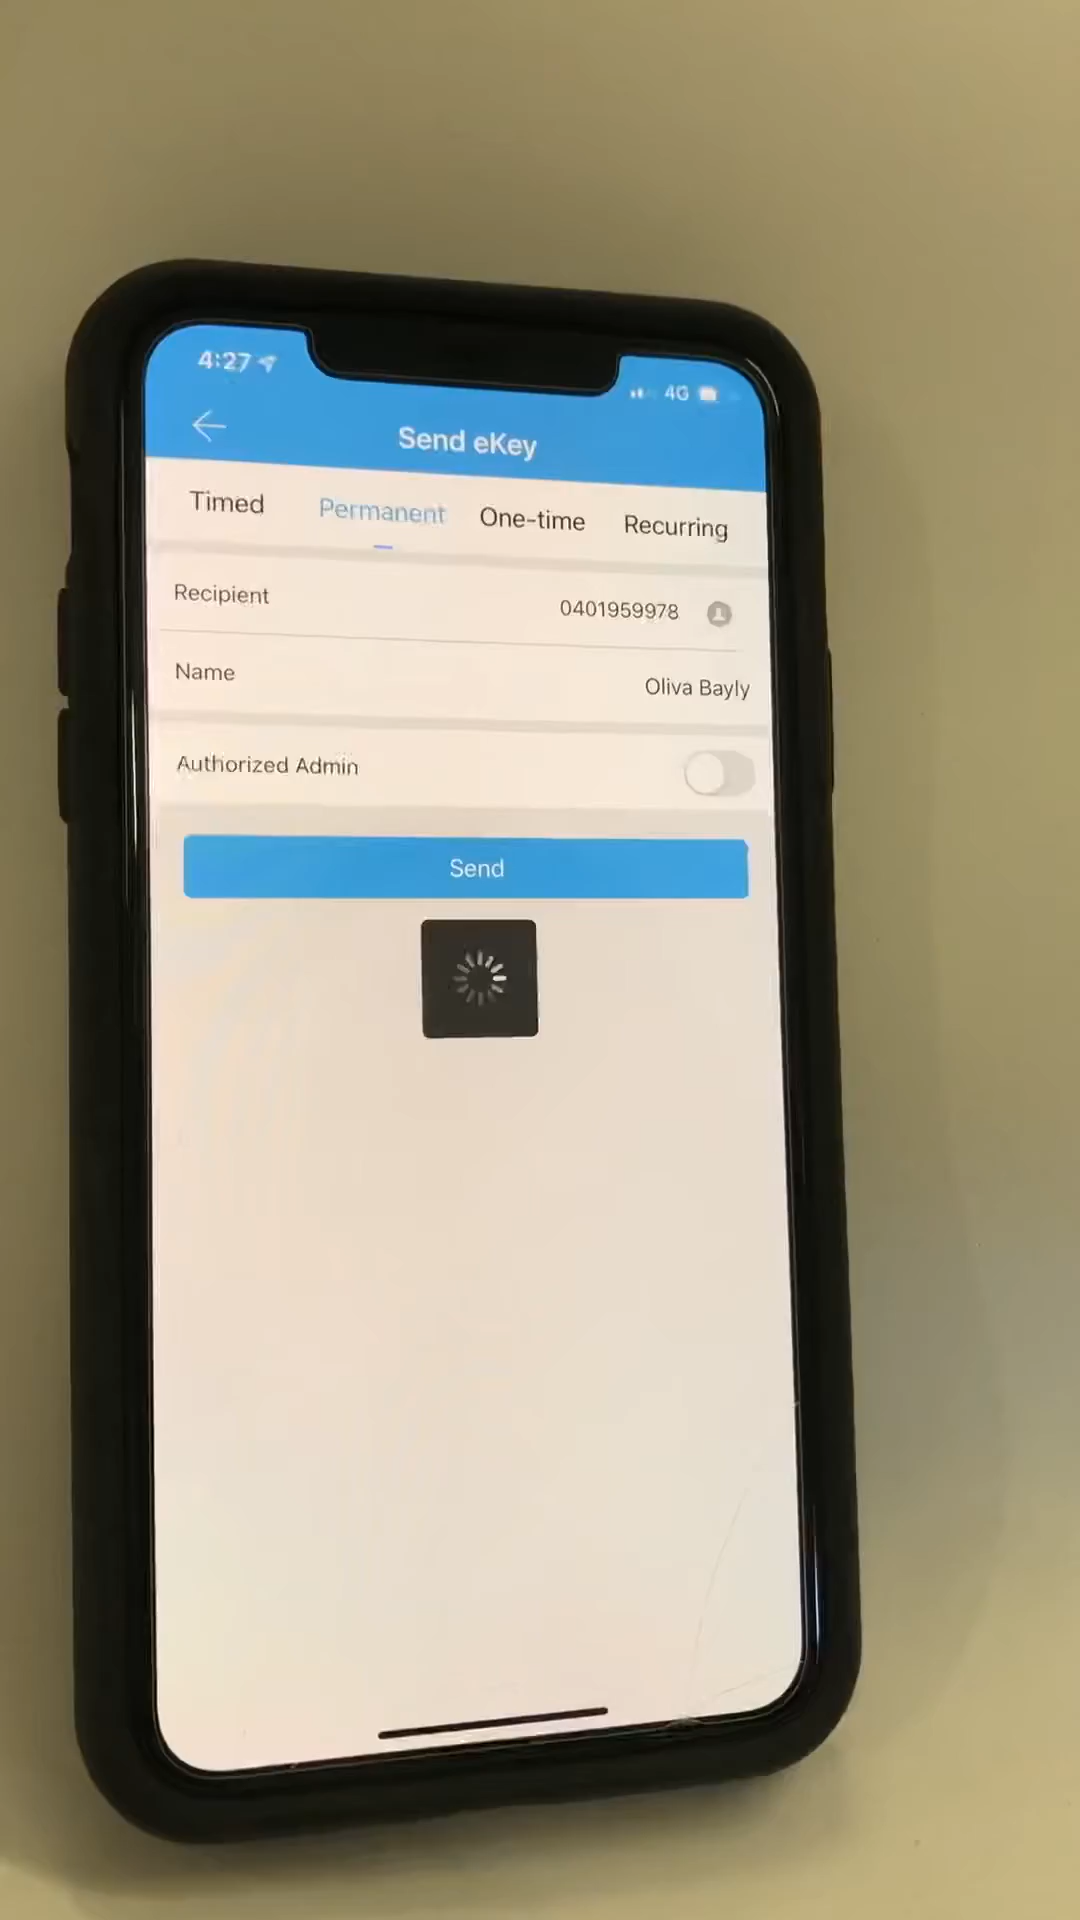 4:27
4G
Send eKey
Timed Permanent One-time Recurring
Recipient 0401959978
Name Oliva Bayly
Authorized Admin
Send